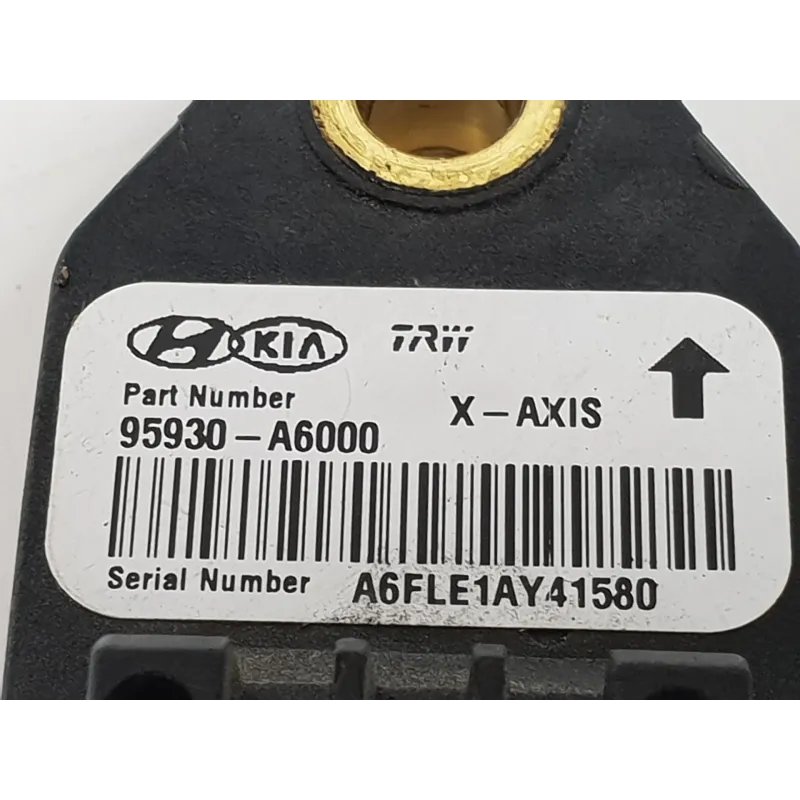 KIA TRW
Part Number
95930-A6000
X-AXIS
Serial Number A6FLE1AY41580